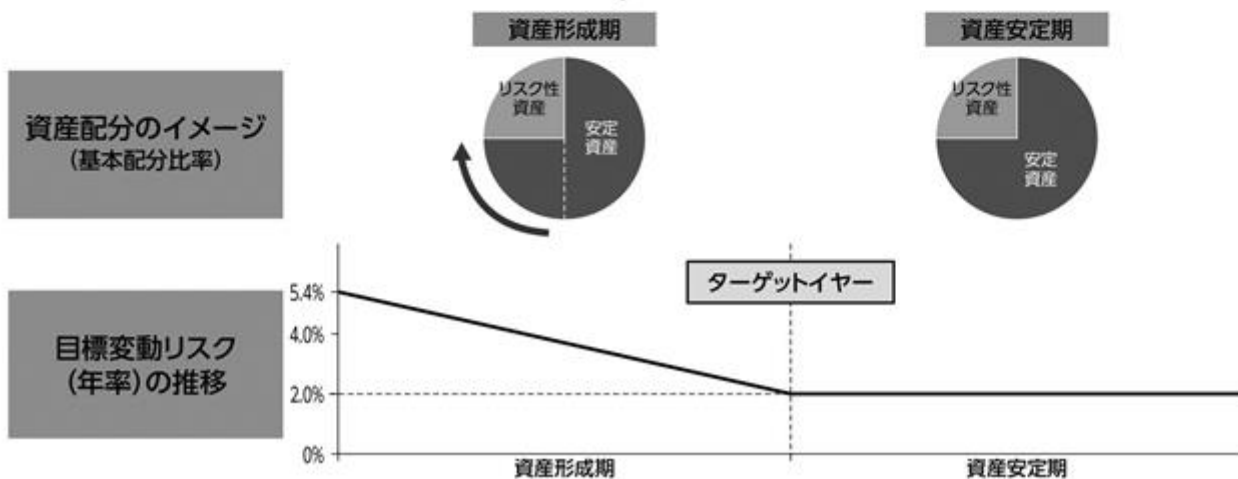 資産形成期
資産安定期
資産配分のイメージ
(基本配分比率)
リスク性
資産
安定
資産
リスク性
資産
安定
資産
ターゲットイヤー
目標変動リスク
(年率)の推移
5.4%
4.0%
2.0%
0%
資産形成期
資産安定期